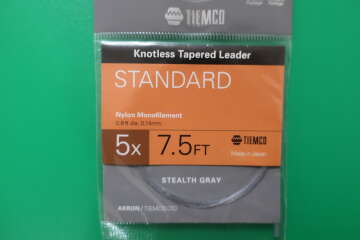 TIEMCO
Knotless Tapered Leader
STANDARD
Nylon Monofilament
5X 7.5FT
TIEMCO
Made in Japan
STEALTH GRAY